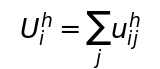 $U_i^h = \sum_j u_{ij}^h$